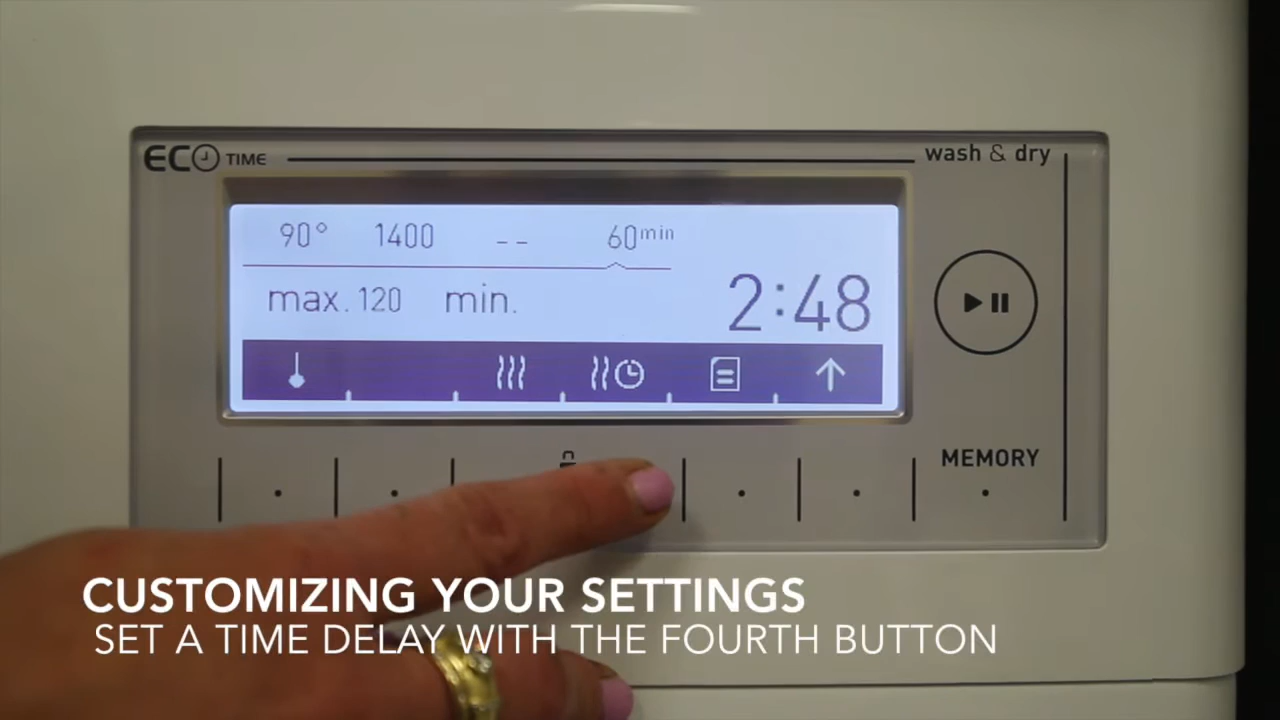 ECO TIME
wash & dry
90° 1400 -- 60min
max. 120 min.
2:48
MEMORY
CUSTOMIZING YOUR SETTINGS
SET A TIME DELAY WITH THE FOURTH BUTTON